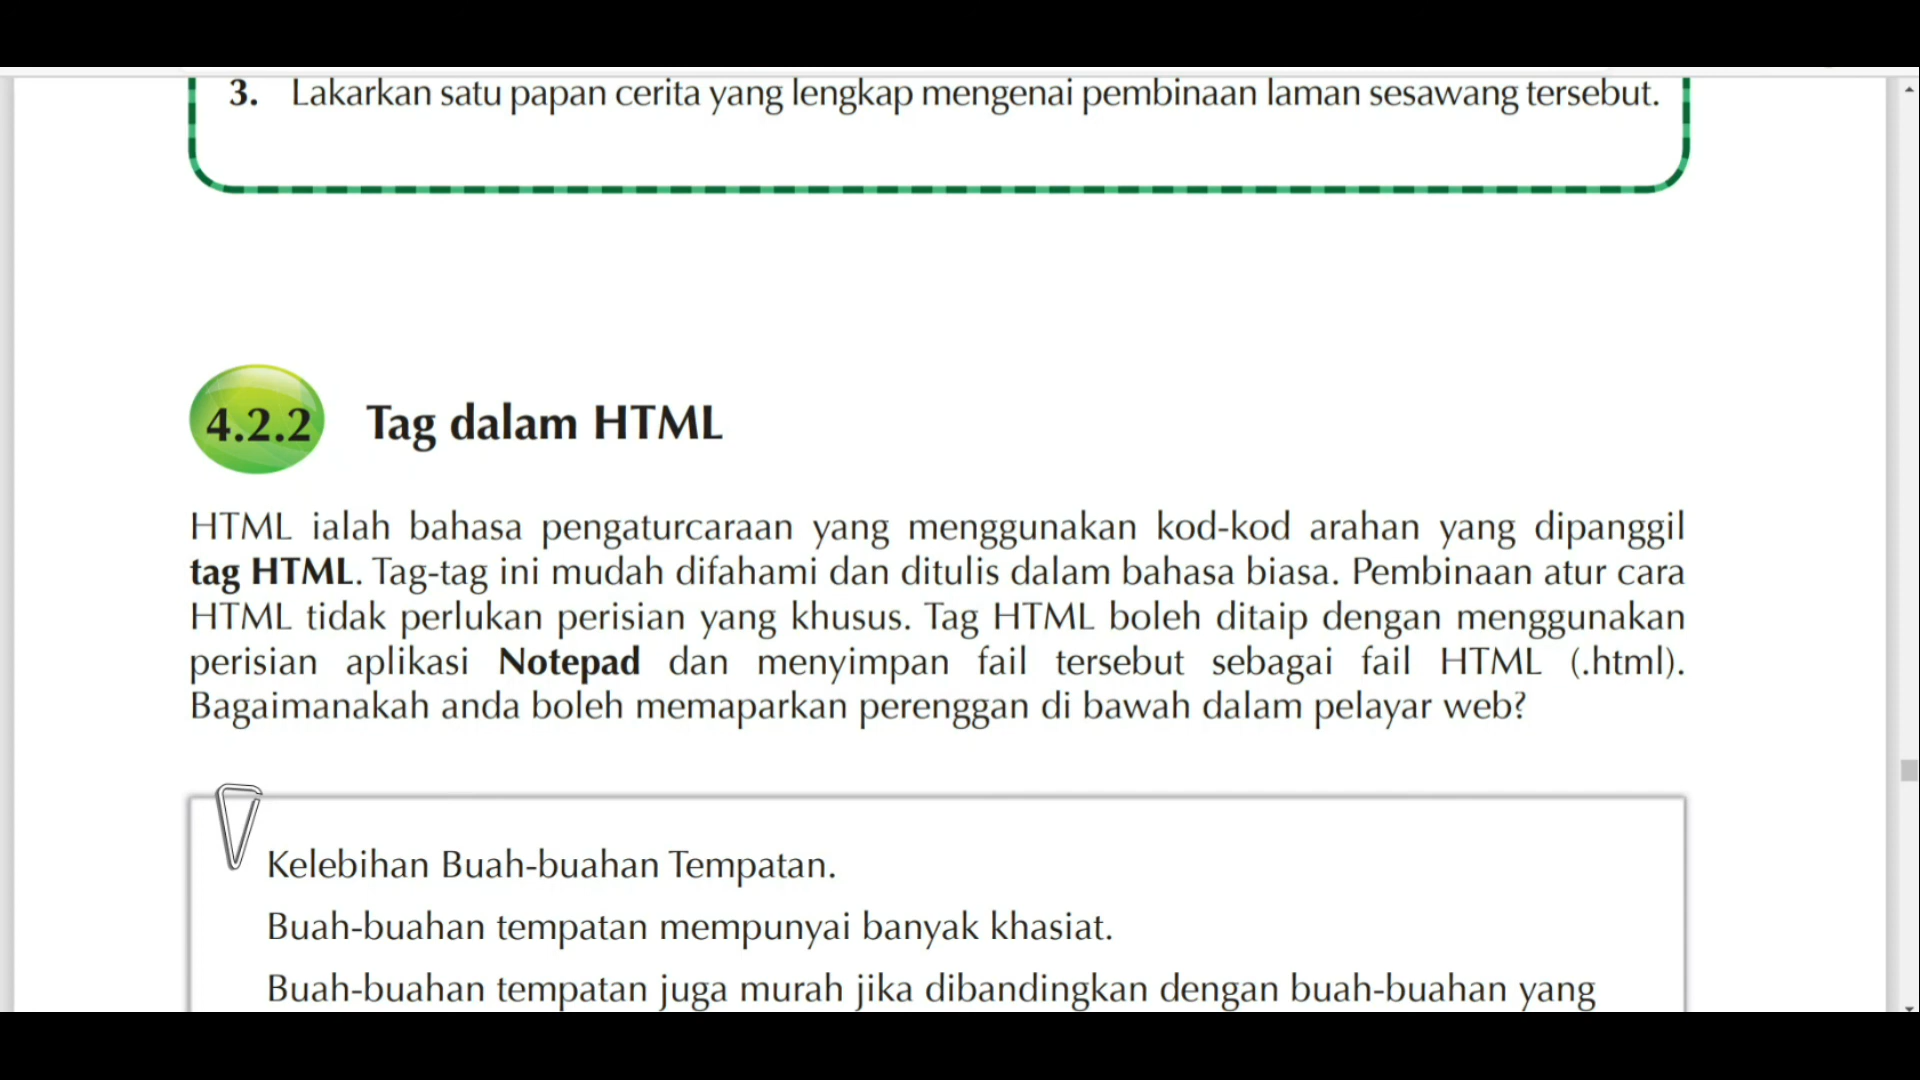 3. Lakarkan satu papan cerita yang lengkap mengenai pembinaan laman sesawang tersebut.
4.2.2 Tag dalam HTML
HTML ialah bahasa pengaturcaraan yang menggunakan kod-kod arahan yang dipanggil
tag HTML. Tag-tag ini mudah difahami dan ditulis dalam bahasa biasa. Pembinaan atur cara
HTML tidak perlukan perisian yang khusus. Tag HTML boleh ditaip dengan menggunakan
perisian aplikasi Notepad dan menyimpan fail tersebut sebagai fail HTML (.html).
Bagaimanakah anda boleh memaparkan perenggan di bawah dalam pelayar web?
Kelebihan Buah-buahan Tempatan.
Buah-buahan tempatan mempunyai banyak khasiat.
Buah-buahan tempatan juga murah jika dibandingkan dengan buah-buahan yang